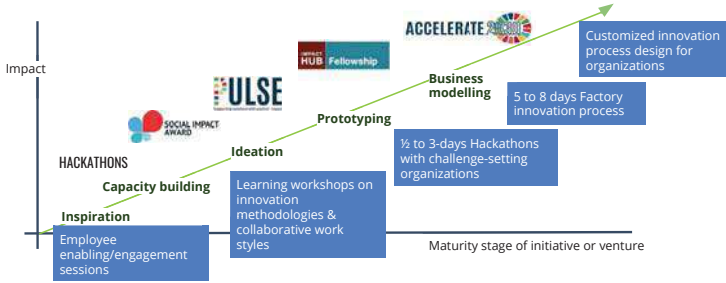 ACCELERATE 2030
Customized innovation
process design for
organizations
IMPACT
HUB Fellowship
Impact
Business
modelling
PULSE
5 to 8 days Factory
innovation process
Prototyping
SOCIAL IMPACT
AWARD
½ to 3-days Hackathons
with challenge-setting
organizations
Ideation
HACKATHONS
Capacity building
Learning workshops on
innovation
methodologies &
collaborative work
styles
Inspiration
Employee
enabling/engagement
sessions
Maturity stage of initiative or venture